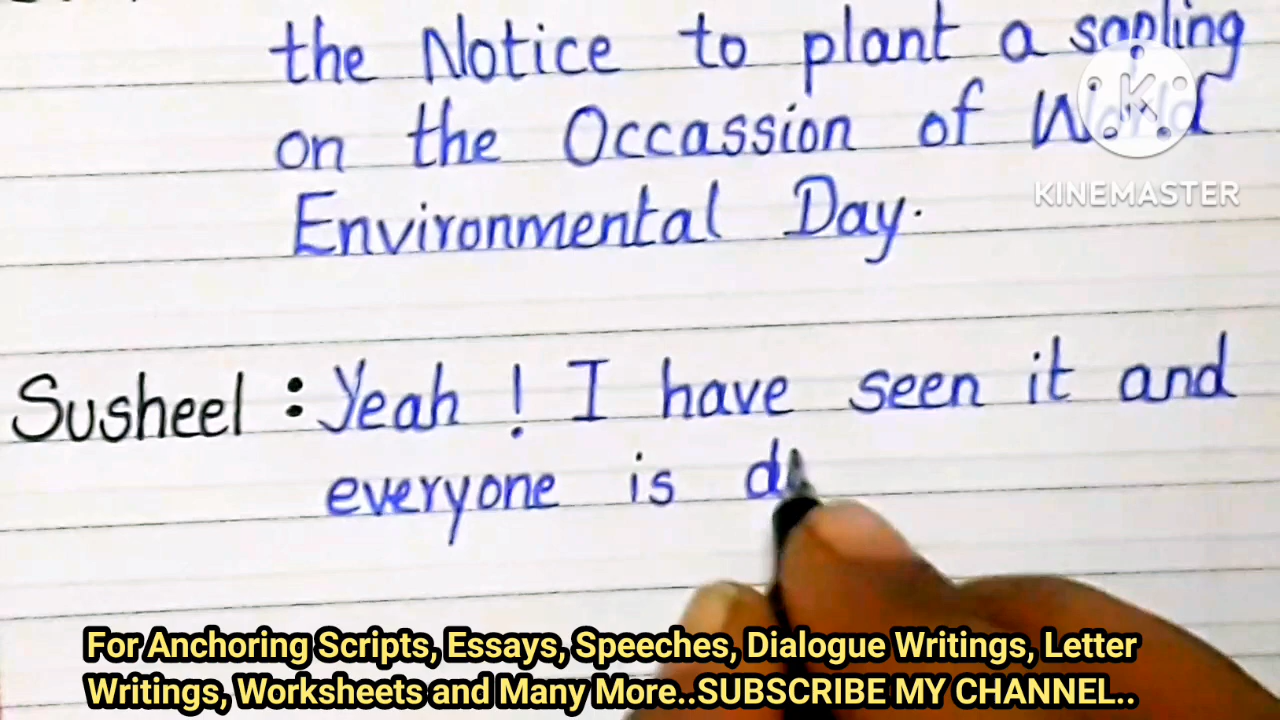 the Notice to plant a sapling
on the Occassion of World
Environmental Day.
KINEMASTER
Susheel : Yeah ! I have seen it and
everyone is
For Anchoring Scripts, Essays, Speeches, Dialogue Writings, Letter
Writings, Worksheets and Many More..SUBSCRIBE MY CHANNEL..